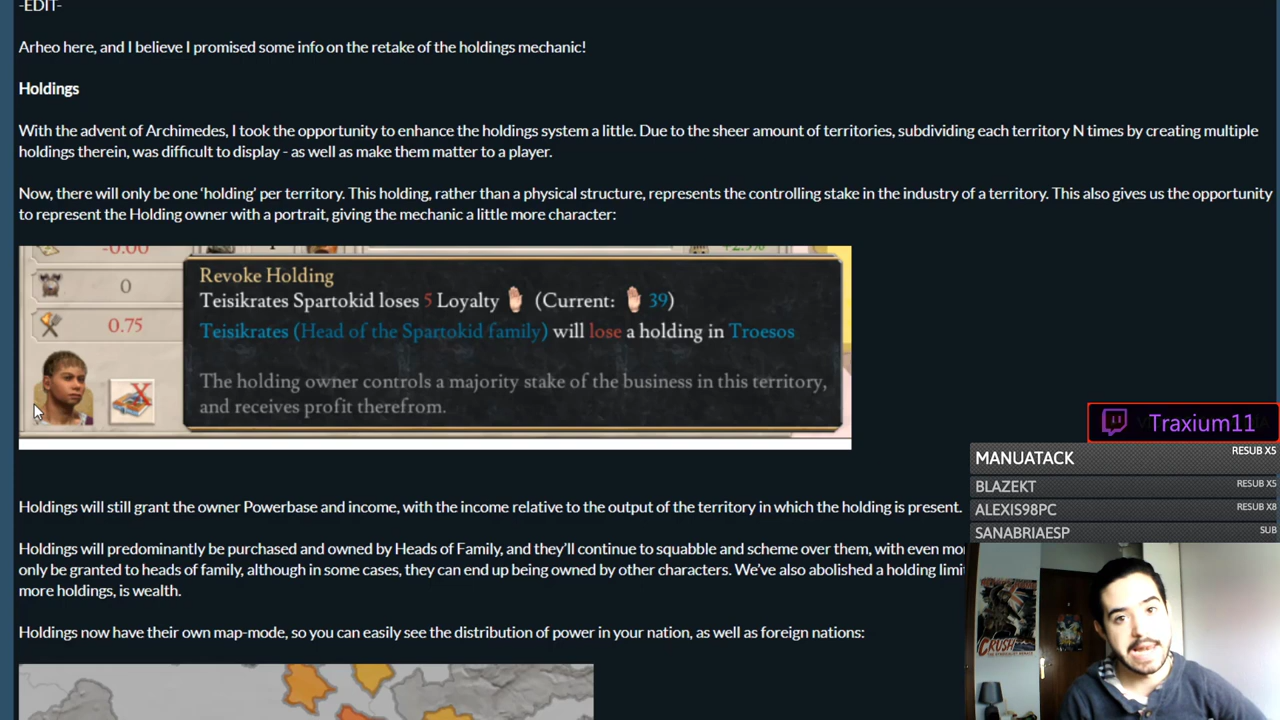 -EDIT-
Arheo here, and I believe I promised some info on the retake of the holdings mechanic!
Holdings
With the advent of Archimedes, I took the opportunity to enhance the holdings system a little. Due to the sheer amount of territories, subdividing each territory N times by creating multiple
holdings therein, was difficult to display - as well as make them matter to a player.
Now, there will only be one ‘holding’ per territory. This holding, rather than a physical structure, represents the controlling stake in the industry of a territory. This also gives us the opportunity
to represent the Holding owner with a portrait, giving the mechanic a little more character:
-0.00
+2.9%
0
0.75
Revoke Holding
Teisikrates Spartokid loses 5 Loyalty (Current: 39)
Teisikrates (Head of the Spartokid family) will lose a holding in Troesos
The holding owner controls a majority stake of the business in this territory,
and receives profit therefrom.
Holdings will still grant the owner Powerbase and income, with the income relative to the output of the territory in which the holding is present.
Holdings will predominantly be purchased and owned by Heads of Family, and they'll continue to squabble and scheme over them, with even mor
only be granted to heads of family, although in some cases, they can end up being owned by other characters. We've also abolished a holding limi
more holdings, is wealth.
Holdings now have their own map-mode, so you can easily see the distribution of power in your nation, as well as foreign nations:
Traxium11
MANUATACK RESUB X5
BLAZEKT RESUB X5
ALEXIS98PC RESUB X8
SANABRIAESP SUB
CRUSH